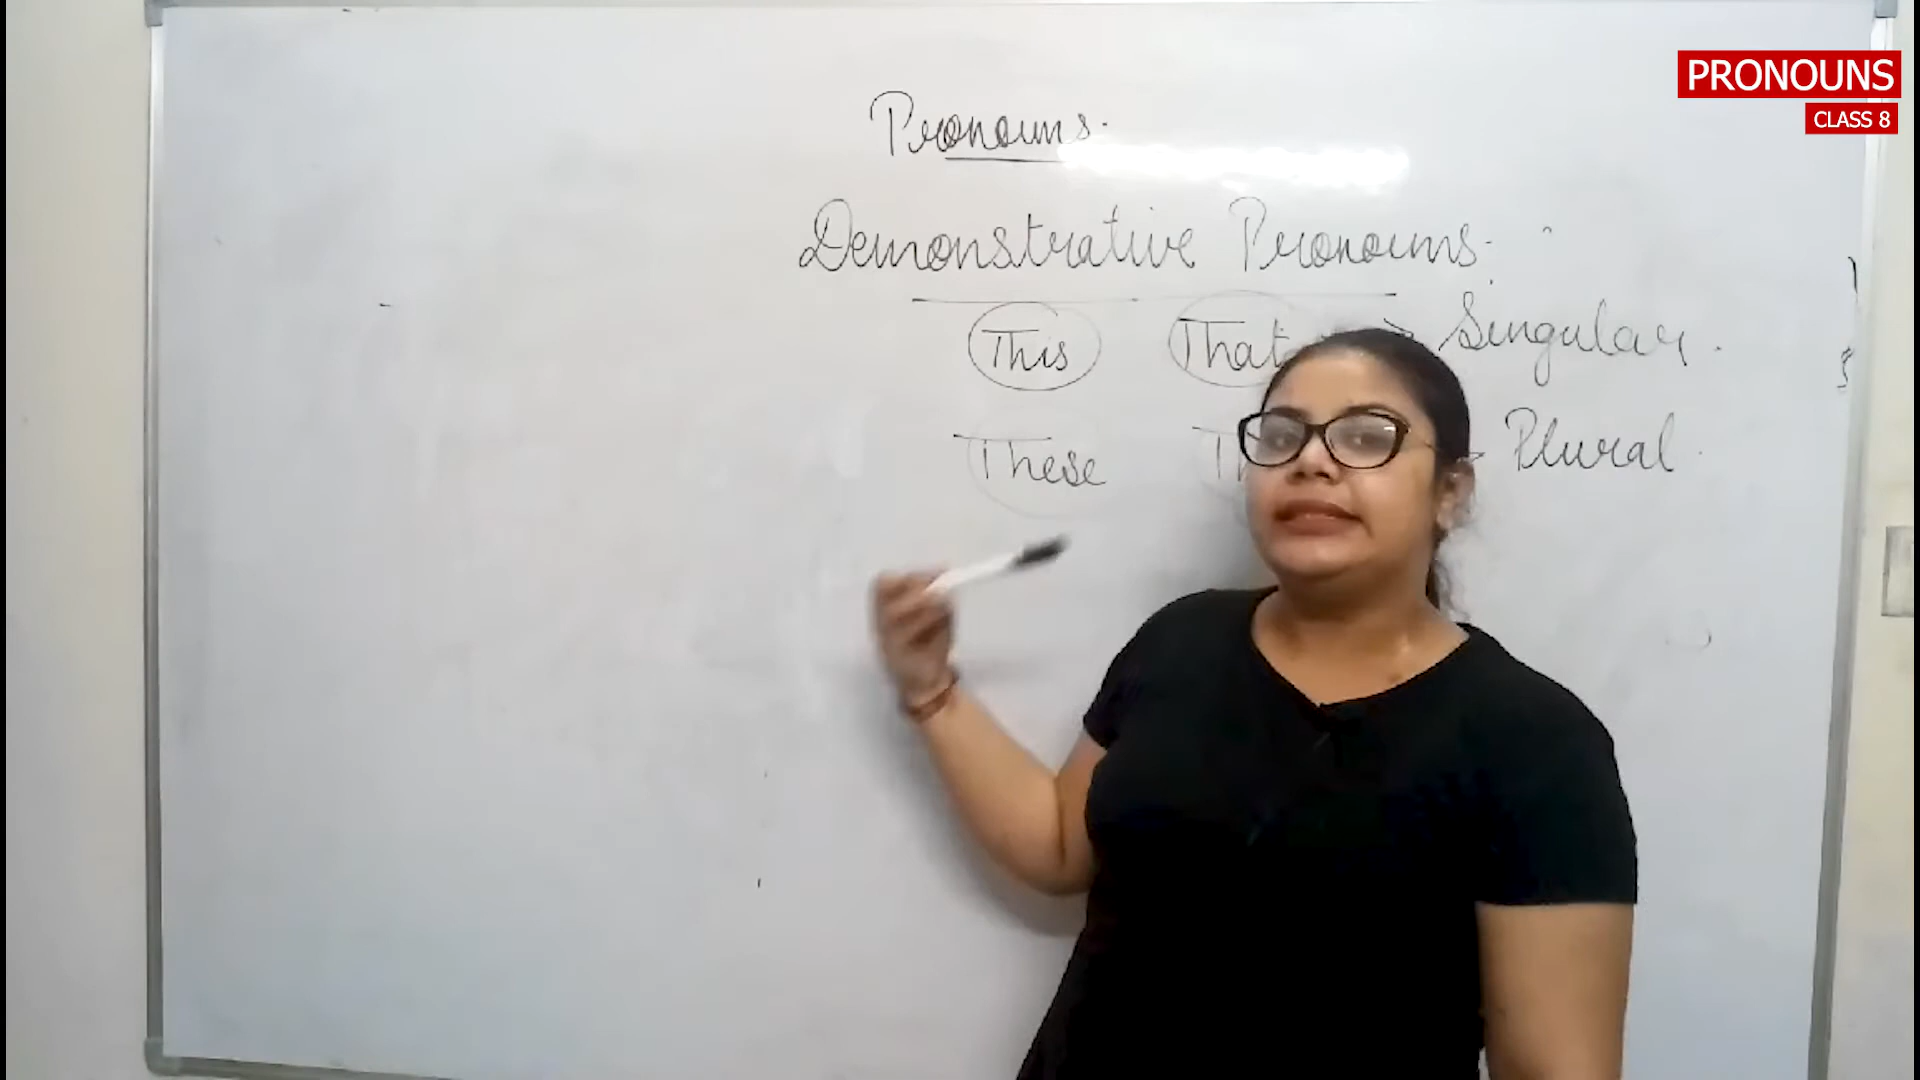 PRONOUNS
CLASS 8
Pronouns.
Demonstrative Pronouns.
This That → Singular.
These Plural.